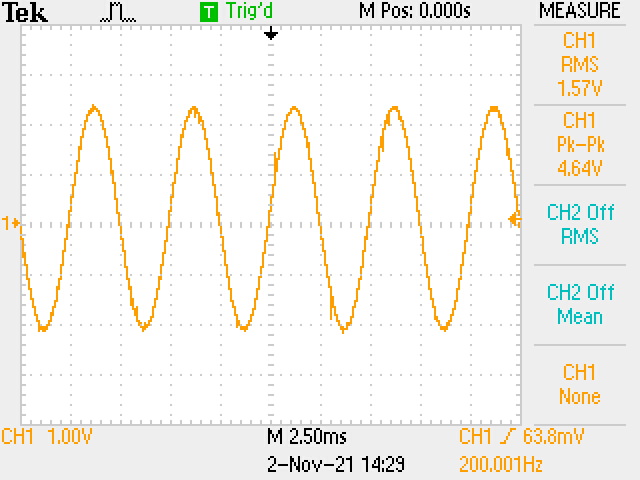 Tek T Trig'd M Pos: 0.000s MEASURE
CH1
RMS
1.57V
CH1
Pk-Pk
4.64V
1
CH2 Off
RMS
CH2 Off
Mean
CH1
None
CH1 1.00V M 2.50ms CH1 63.8mV
2-Nov-21 14:29 200.001Hz